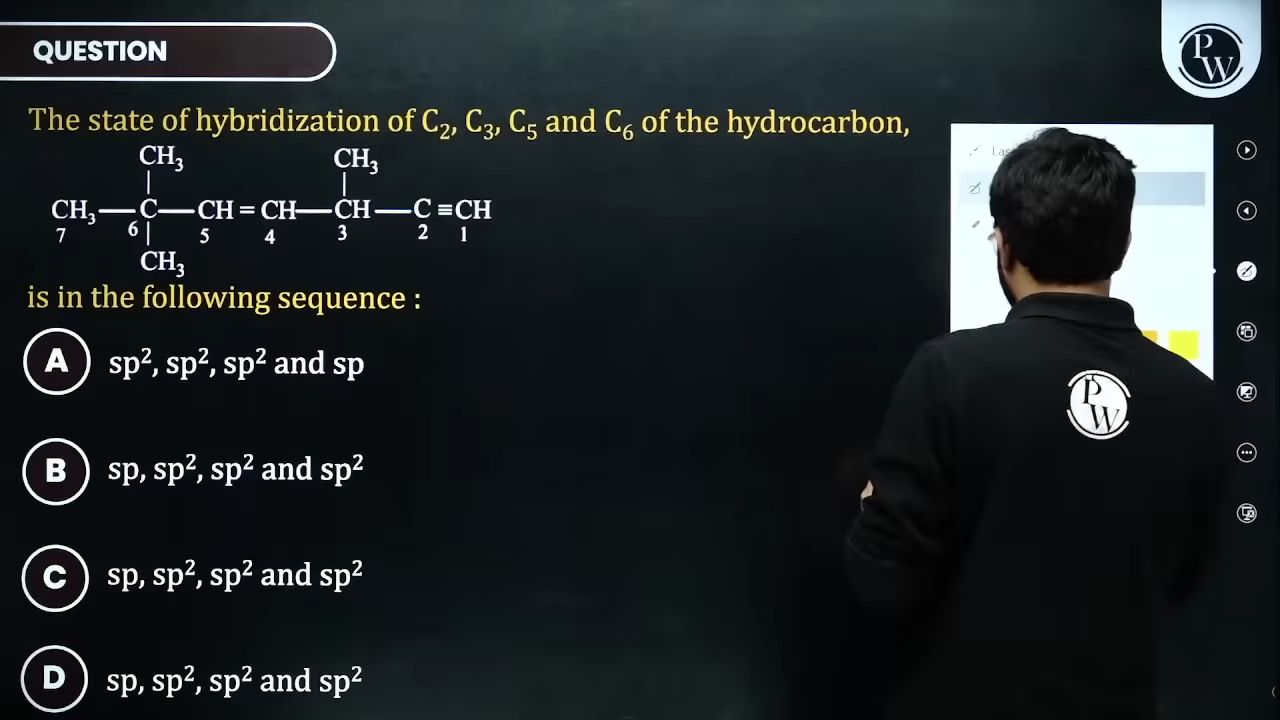 QUESTION
PW
The state of hybridization of C₂, C₃, C₅ and C₆ of the hydrocarbon,
CH₃ CH₃
CH₃—C—CH=CH—CH—C≡CH
7 6 5 4 3 2 1
CH₃
is in the following sequence :
A sp², sp², sp² and sp
B sp, sp², sp² and sp²
C sp, sp², sp² and sp²
D sp, sp², sp² and sp²
PW